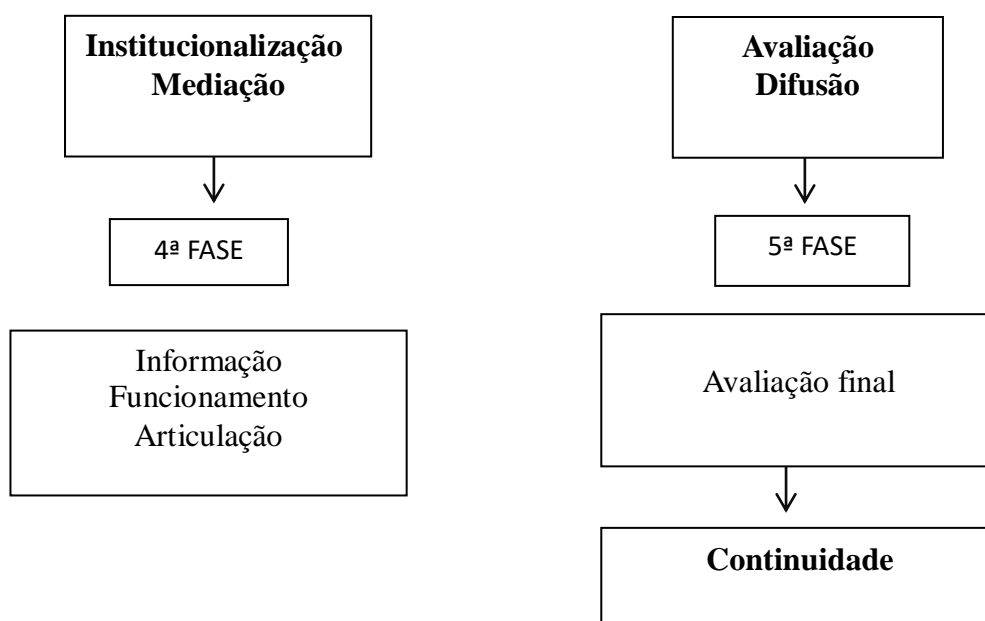 Institucionalização
Mediação
4ª FASE
Informação
Funcionamento
Articulação
Avaliação
Difusão
5ª FASE
Avaliação final
Continuidade